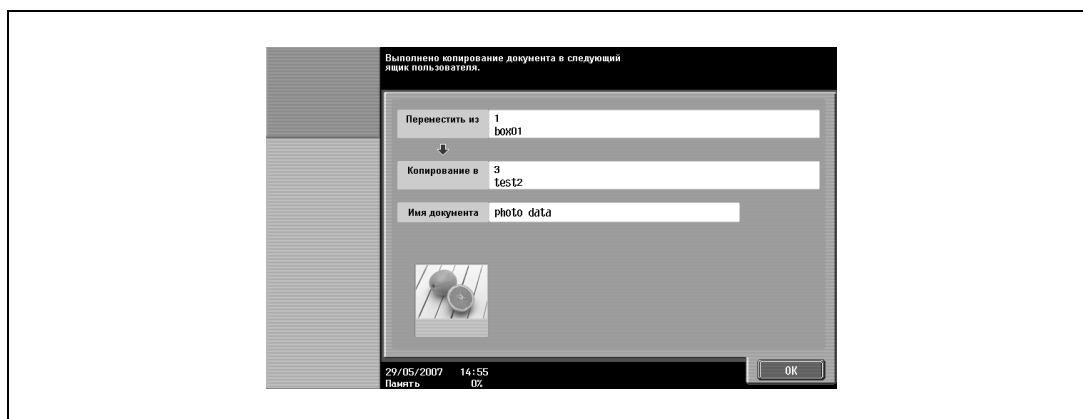 Выполнено копирование документа в следующий
ящик пользователя.
Переместить из
1
box01
Копирование в
3
test2
Имя документа
photo data
29/05/2007 14:55
Память 0%
OK